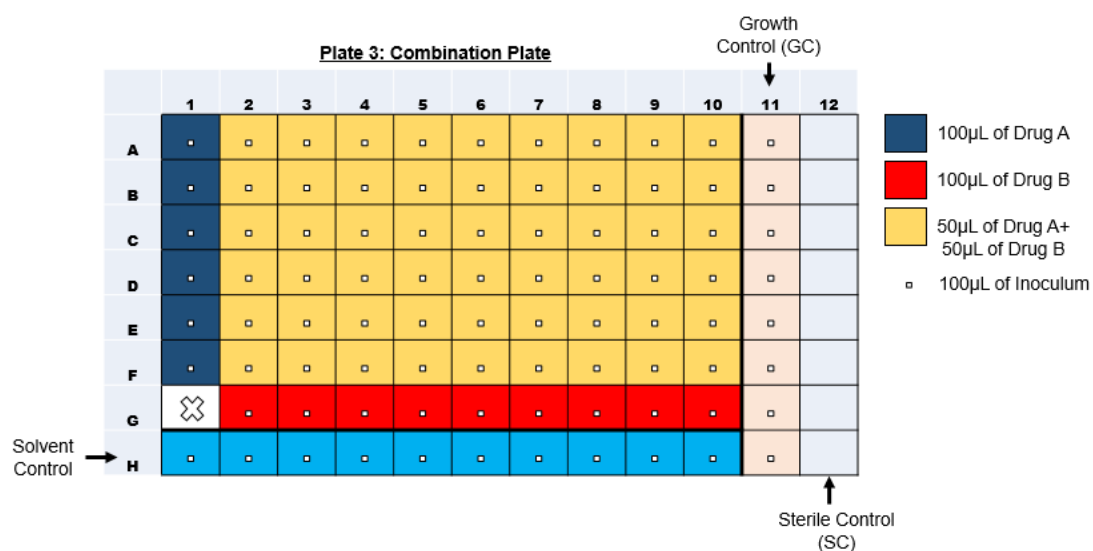 Growth
Control (GC)
Plate 3: Combination Plate
1 2 3 4 5 6 7 8 9 10 11 12
A
B
C
D
E
F
G
H
100µL of Drug A
100µL of Drug B
50µL of Drug A+
50µL of Drug B
100µL of Inoculum
Solvent
Control
Sterile Control
(SC)